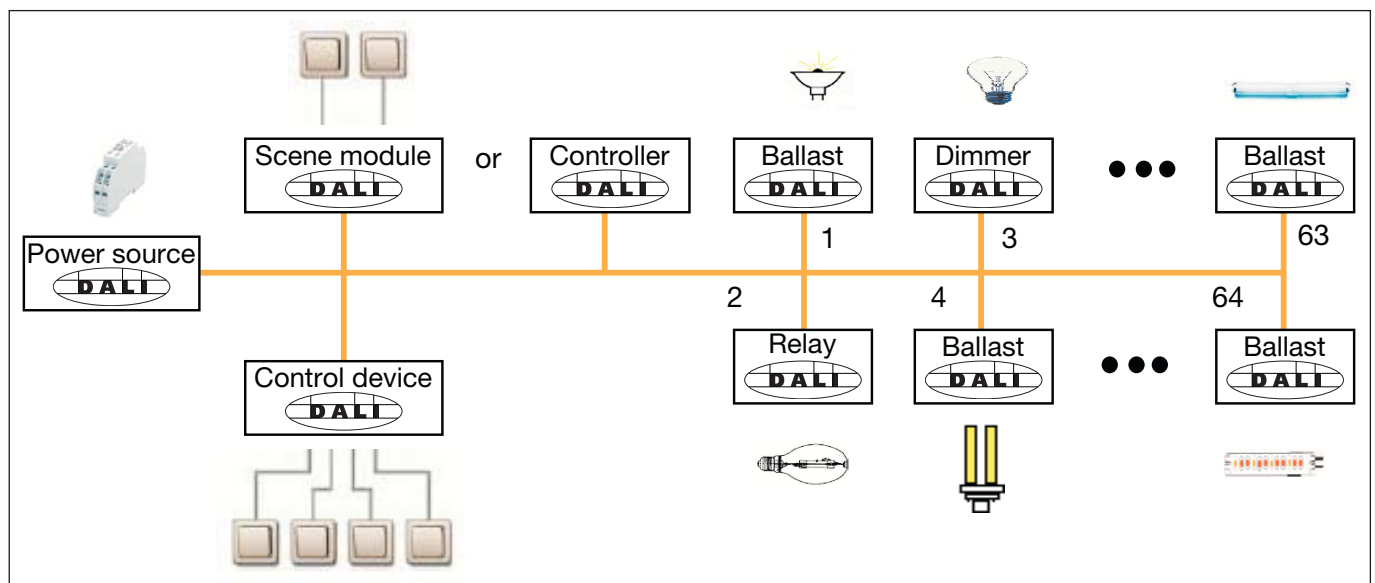 Scene module
DALI
or
Controller
DALI
Ballast
DALI
Dimmer
DALI
Ballast
DALI
1
3
63
Power source
DALI
2
4
64
Control device
DALI
Relay
DALI
Ballast
DALI
Ballast
DALI